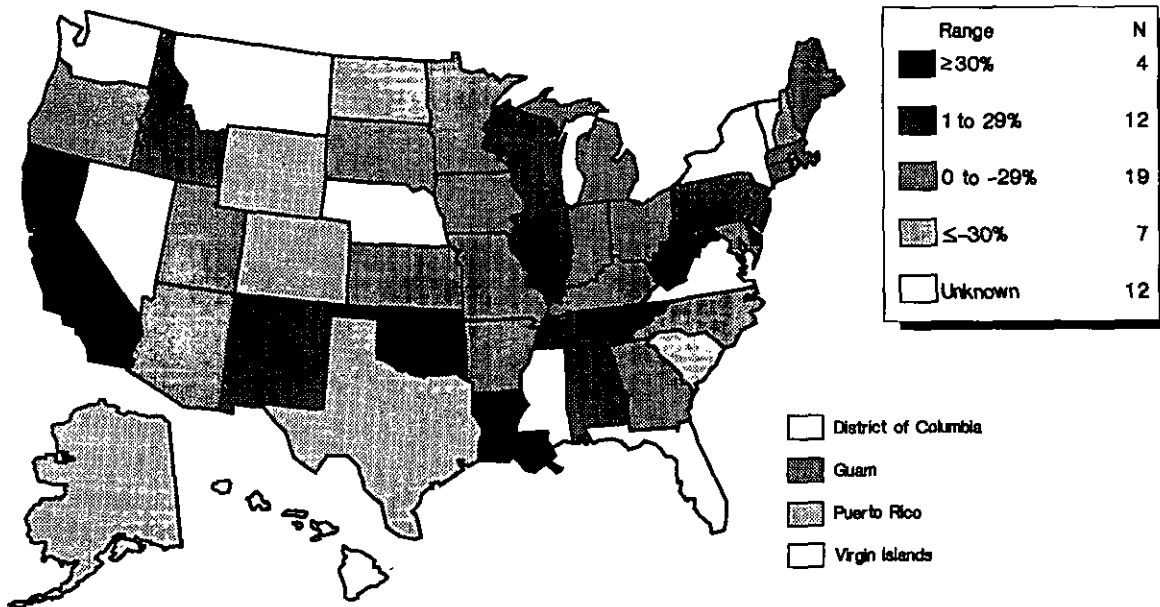 Range N
≥30% 4
1 to 29% 12
0 to -29% 19
≤-30% 7
Unknown 12
District of Columbia
Guam
Puerto Rico
Virgin Islands